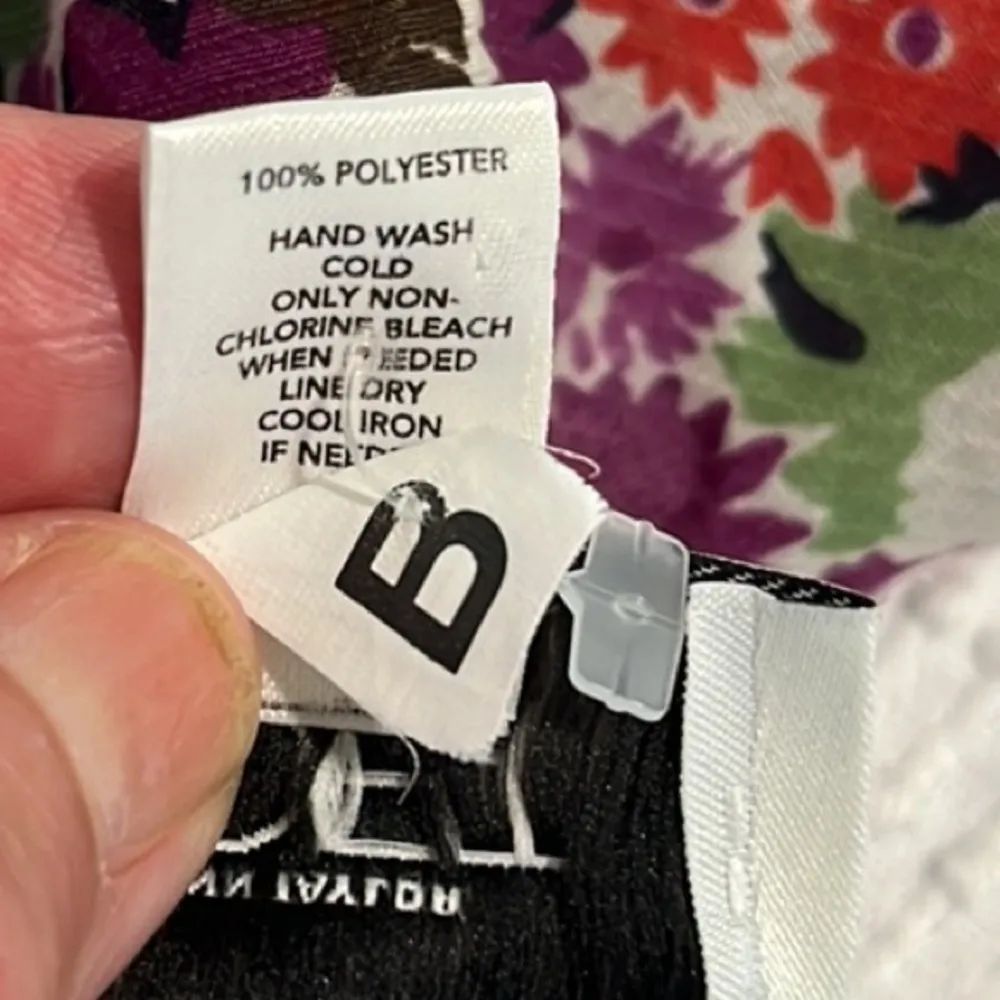 100% POLYESTER
HAND WASH
COLD
ONLY NON-
CHLORINE BLEACH
WHEN NEEDED
LINE DRY
COOL IRON
IF
B